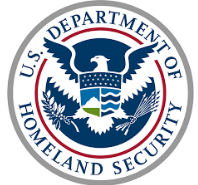 U.S. DEPARTMENT OF
HOMELAND SECURITY